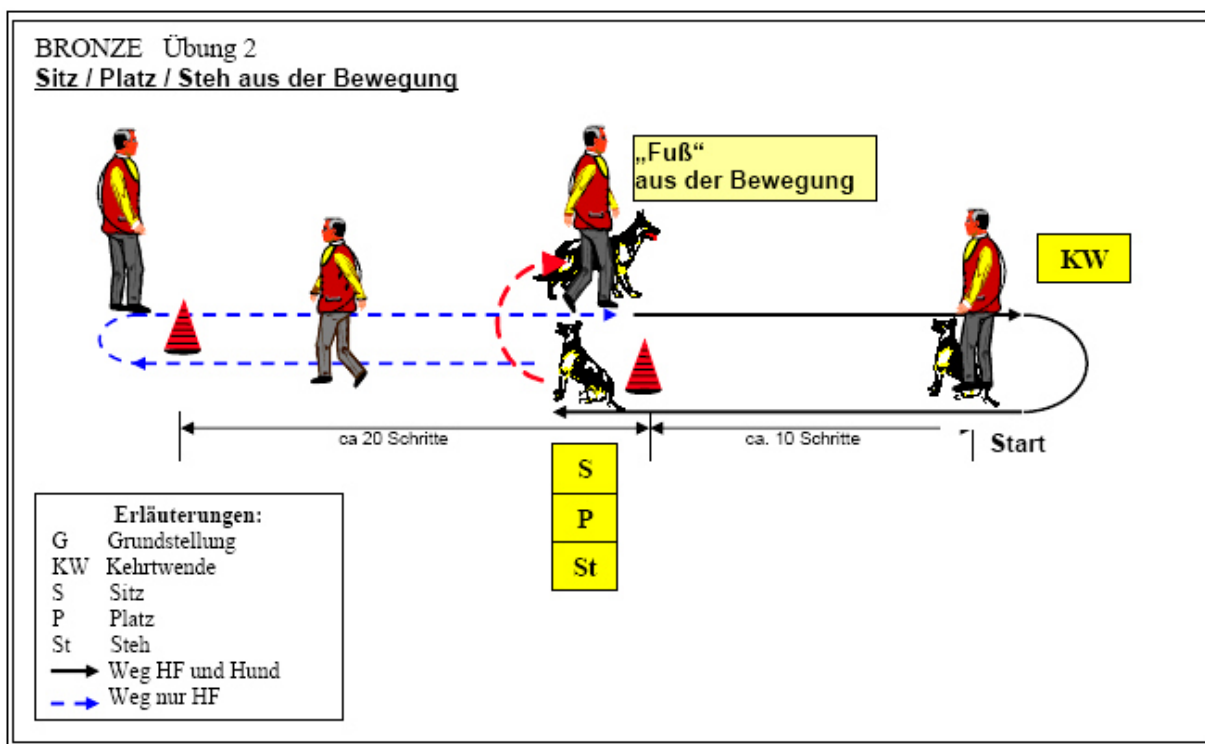 BRONZE Übung 2
Sitz / Platz / Steh aus der Bewegung
„Fuß“
aus der Bewegung
KW
ca 20 Schritte
ca. 10 Schritte
Start
S
P
St
Erläuterungen:
G Grundstellung
KW Kehrtwende
S Sitz
P Platz
St Steh
Weg HF und Hund
Weg nur HF